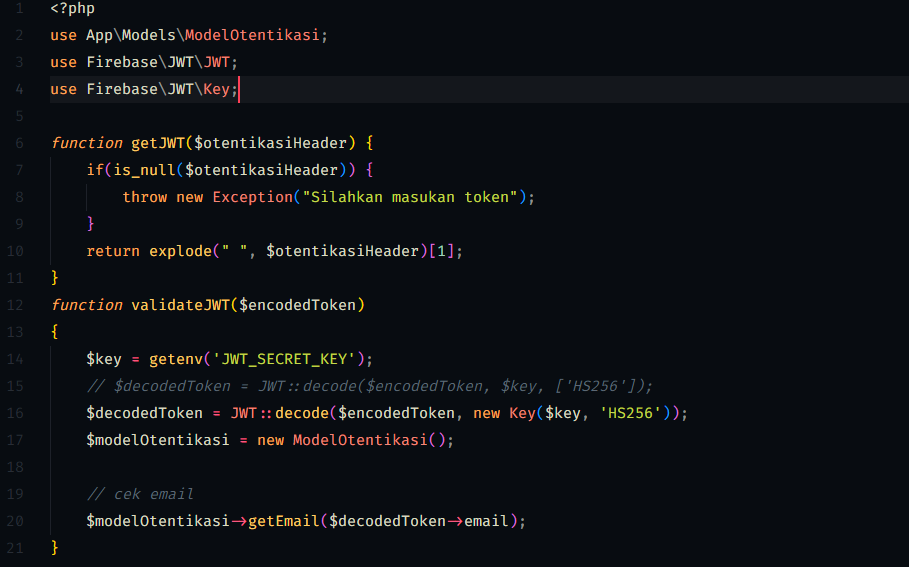 1 <?php
2 use App\Models\ModelOtentikasi;
3 use Firebase\JWT\JWT;
4 use Firebase\JWT\Key;
5
6 function getJWT($otentikasiHeader) {
7     if(is_null($otentikasiHeader)) {
8         throw new Exception("Silahkan masukan token");
9     }
10     return explode(" ", $otentikasiHeader)[1];
11 }
12 function validateJWT($encodedToken)
13 {
14     $key = getenv('JWT_SECRET_KEY');
15     // $decodedToken = JWT::decode($encodedToken, $key, ['HS256']);
16     $decodedToken = JWT::decode($encodedToken, new Key($key, 'HS256'));
17     $modelOtentikasi = new ModelOtentikasi();
18
19     // cek email
20     $modelOtentikasi->getEmail($decodedToken->email);
21 }